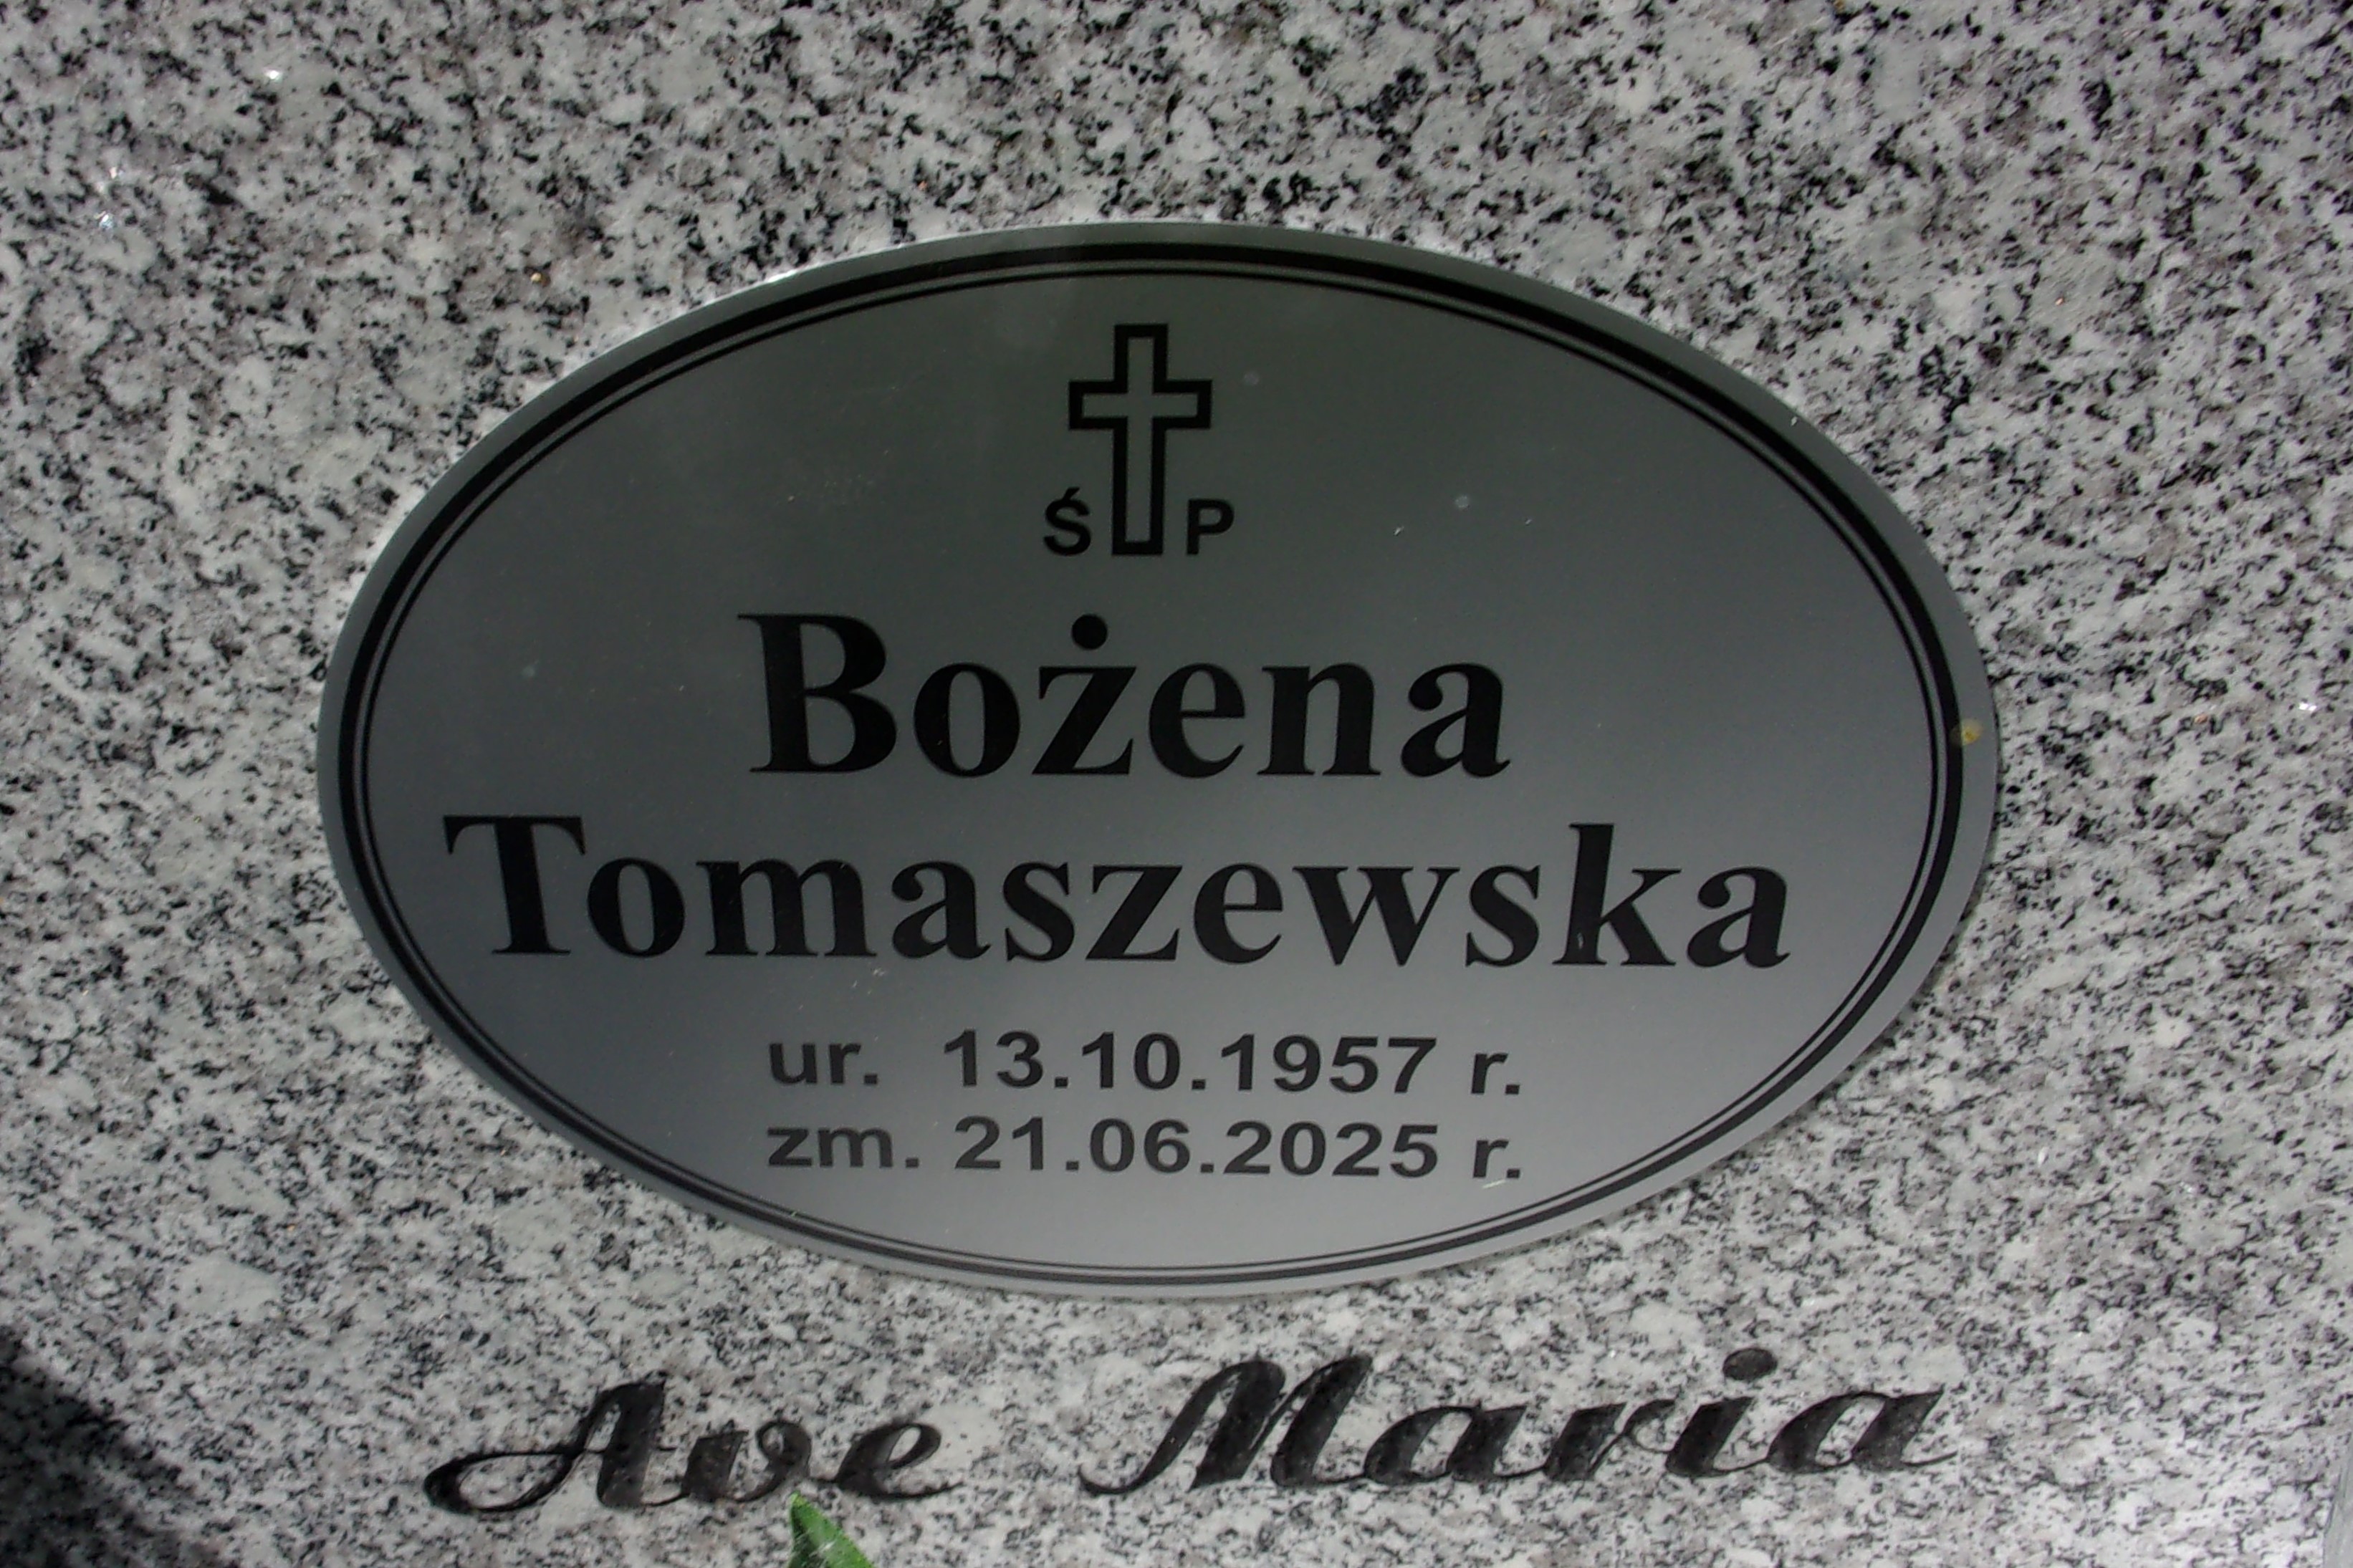 Ś P
Bożena
Tomaszewska
ur. 13.10.1957 r.
zm. 21.06.2025 r.
Ave Maria